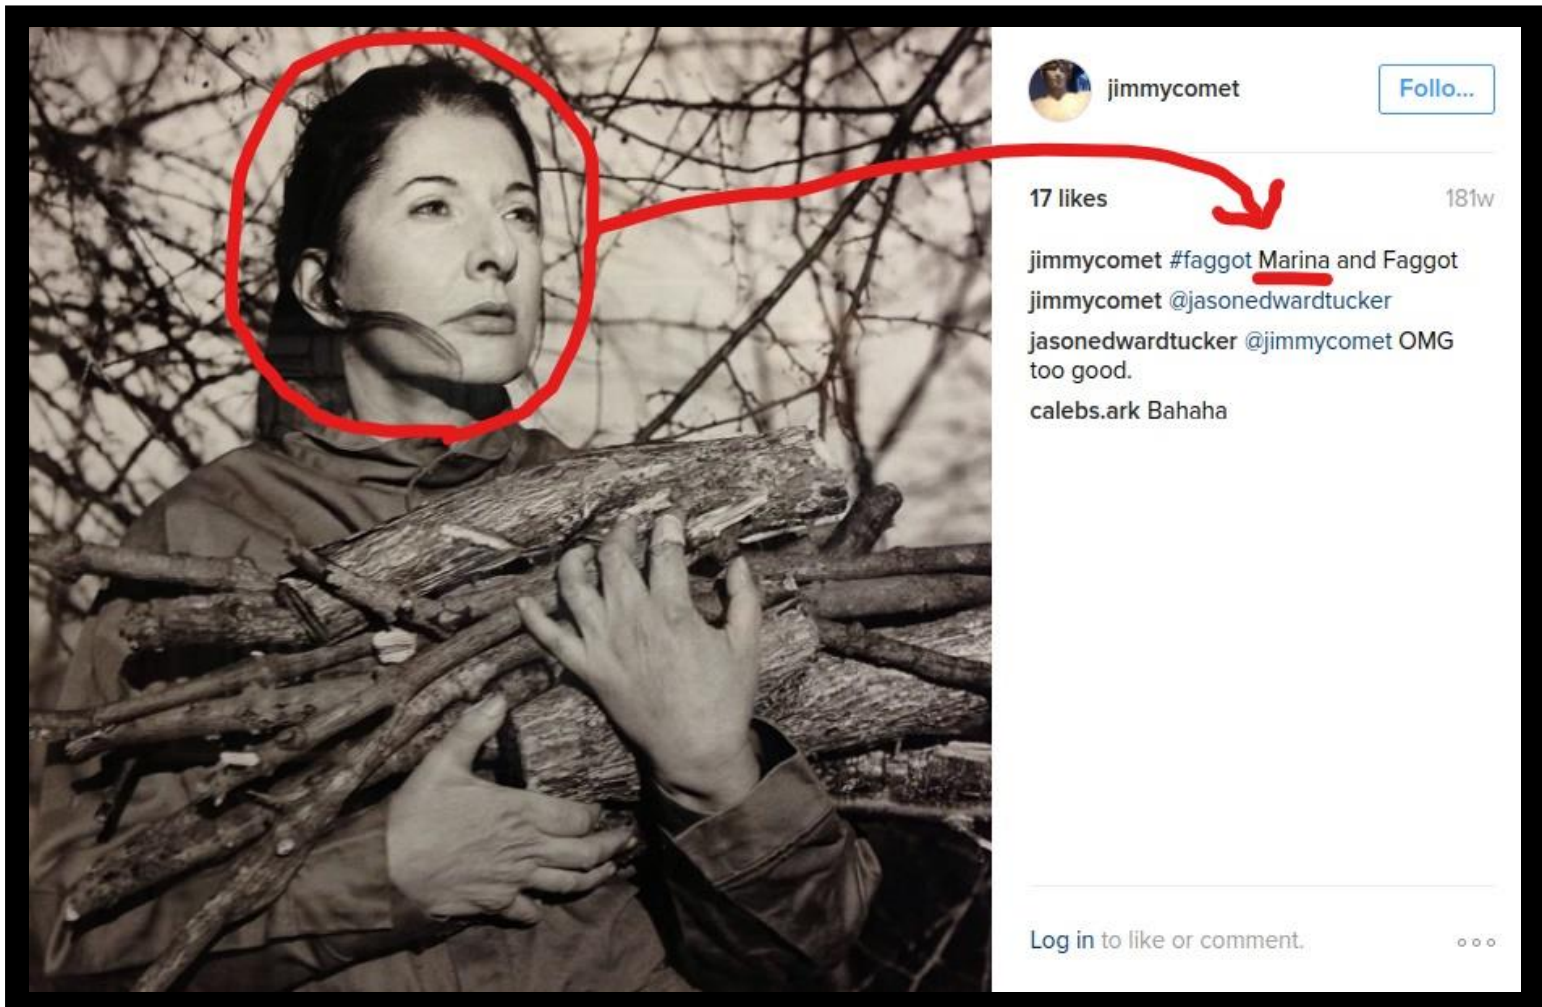 jimmycomet
Follo...
17 likes
181w
jimmycomet #faggot Marina and Faggot
jimmycomet @jasonedwardtucker
jasonedwardtucker @jimmycomet OMG
too good.
calebs.ark Bahaha
Log in to like or comment.